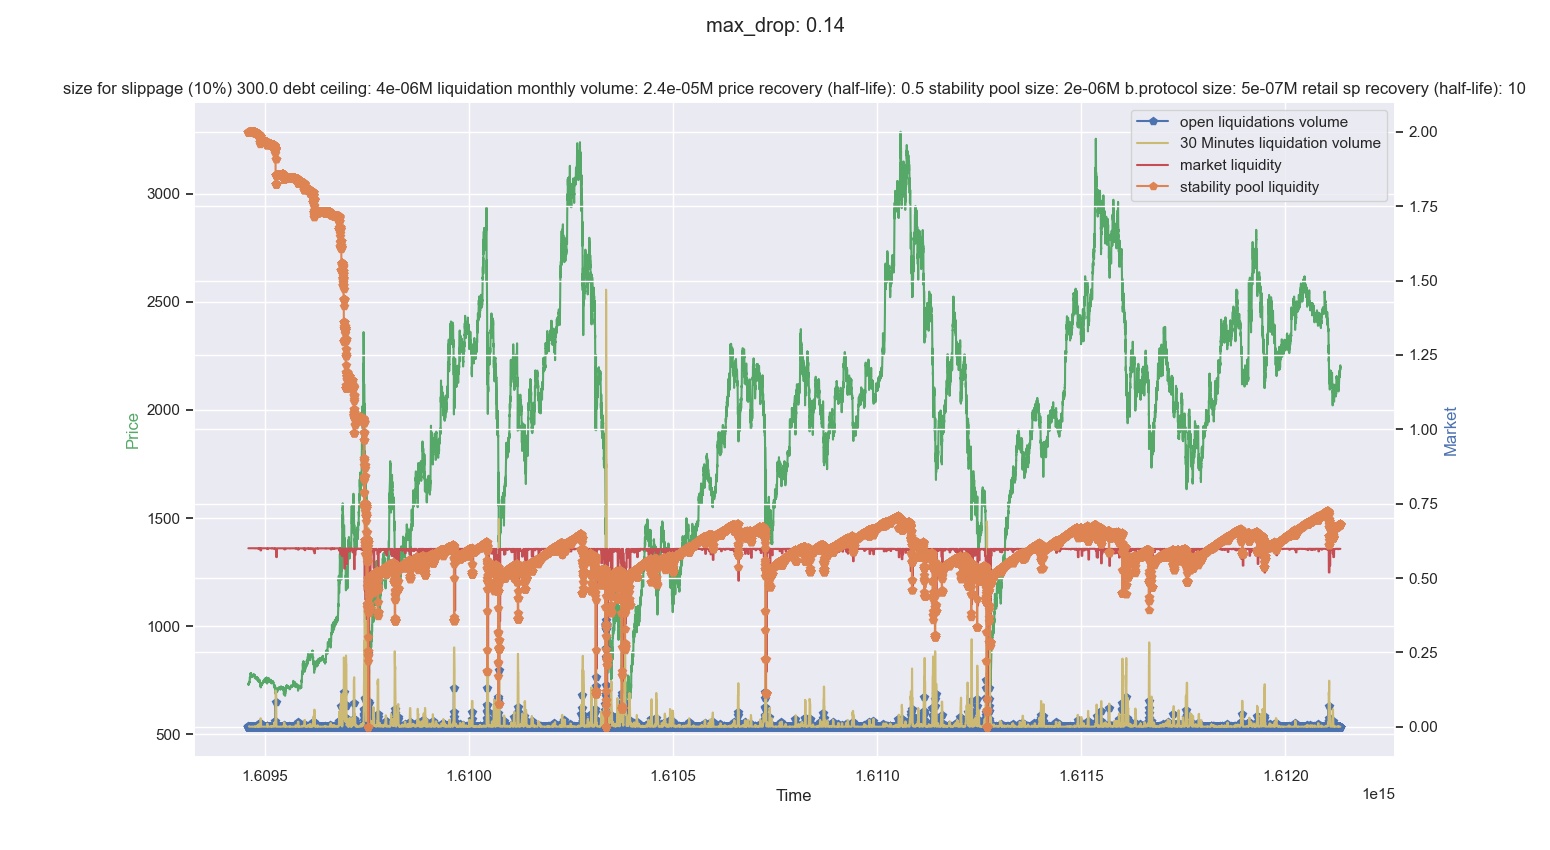 max_drop: 0.14
size for slippage (10%) 300.0 debt ceiling: 4e-06M liquidation monthly volume: 2.4e-05M price recovery (half-life): 0.5 stability pool size: 2e-06M b.protocol size: 5e-07M retail sp recovery (half-life): 10
open liquidations volume
30 Minutes liquidation volume
market liquidity
stability pool liquidity
3000
2500
2000
1500
1000
500
Price
2.00
1.75
1.50
1.25
1.00
0.75
0.50
0.25
0.00
Market
1.6095 1.6100 1.6105 1.6110 1.6115 1.6120
1e15
Time